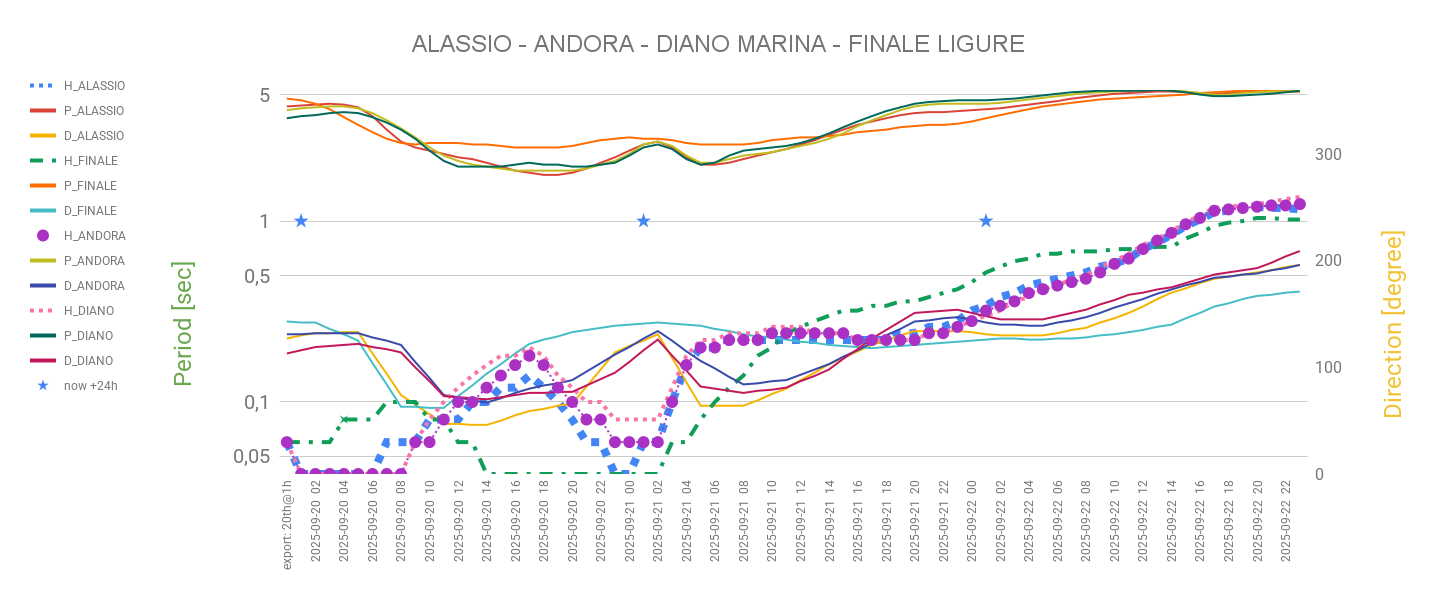 ALASSIO - ANDORA - DIANO MARINA - FINALE LIGURE
H_ALASSIO
P_ALASSIO
D_ALASSIO
H_FINALE
P_FINALE
D_FINALE
H_ANDORA
P_ANDORA
D_ANDORA
H_DIANO
P_DIANO
D_DIANO
now +24h
Period [sec]
5
1
0,5
0,1
0,05
300
200
100
0
Direction [degree]
export: 20th@1h
2025-09-20 02
2025-09-20 04
2025-09-20 06
2025-09-20 08
2025-09-20 10
2025-09-20 12
2025-09-20 14
2025-09-20 16
2025-09-20 18
2025-09-20 20
2025-09-20 22
2025-09-21 00
2025-09-21 02
2025-09-21 04
2025-09-21 06
2025-09-21 08
2025-09-21 10
2025-09-21 12
2025-09-21 14
2025-09-21 16
2025-09-21 18
2025-09-21 20
2025-09-21 22
2025-09-22 00
2025-09-22 02
2025-09-22 04
2025-09-22 06
2025-09-22 08
2025-09-22 10
2025-09-22 12
2025-09-22 14
2025-09-22 16
2025-09-22 18
2025-09-22 20
2025-09-22 22